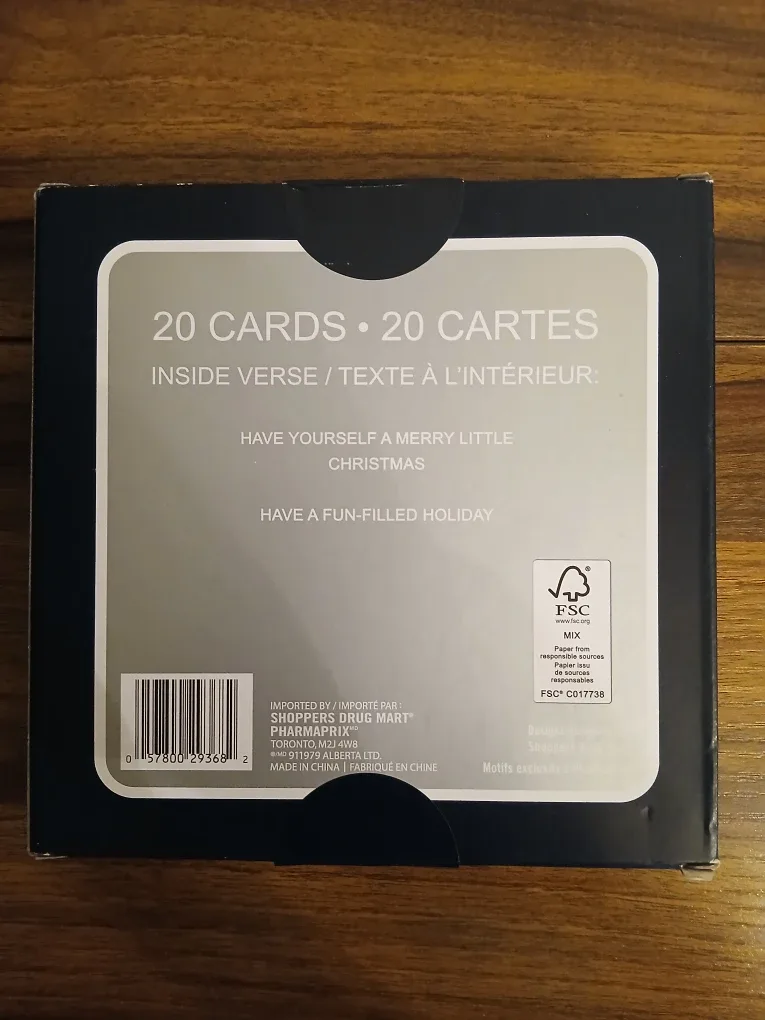 20 CARDS • 20 CARTES
INSIDE VERSE / TEXTE À L'INTÉRIEUR:
HAVE YOURSELF A MERRY LITTLE
CHRISTMAS
HAVE A FUN-FILLED HOLIDAY
FSC®
www.fsc.org
MIX
Paper from
responsible sources
Papier issu
de sources
responsables
FSC® C017738
0 57800 29368 2
IMPORTED BY / IMPORTÉ PAR :
SHOPPERS DRUG MART®
PHARMAPRIX MD
TORONTO, M2J 4W8
®/MD 911979 ALBERTA LTD.
MADE IN CHINA | FABRIQUÉ EN CHINE
Motifs